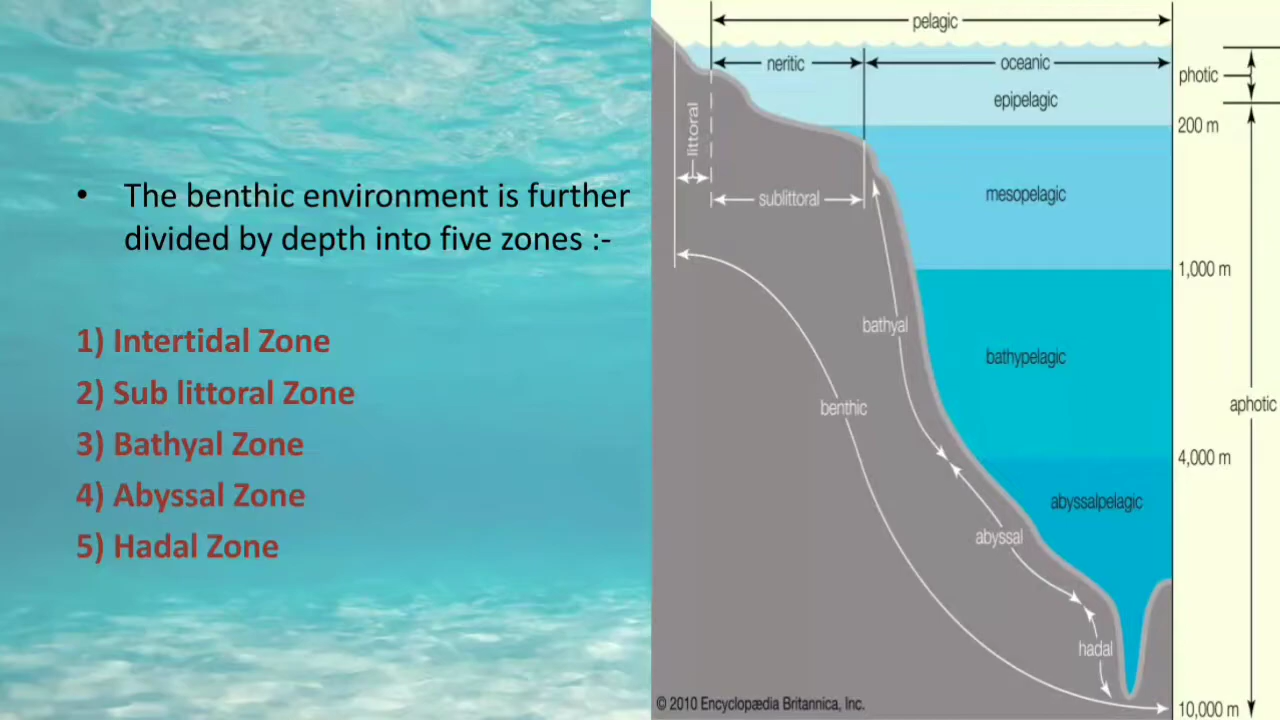 • The benthic environment is further
divided by depth into five zones :-
1) Intertidal Zone
2) Sub littoral Zone
3) Bathyal Zone
4) Abyssal Zone
5) Hadal Zone
pelagic
neritic
oceanic
photic
epipelagic
littoral
200 m
sublittoral
mesopelagic
1,000 m
bathyal
bathypelagic
benthic
aphotic
4,000 m
abyssalpelagic
abyssal
hadal
© 2010 Encyclopædia Britannica, Inc.
10,000 m